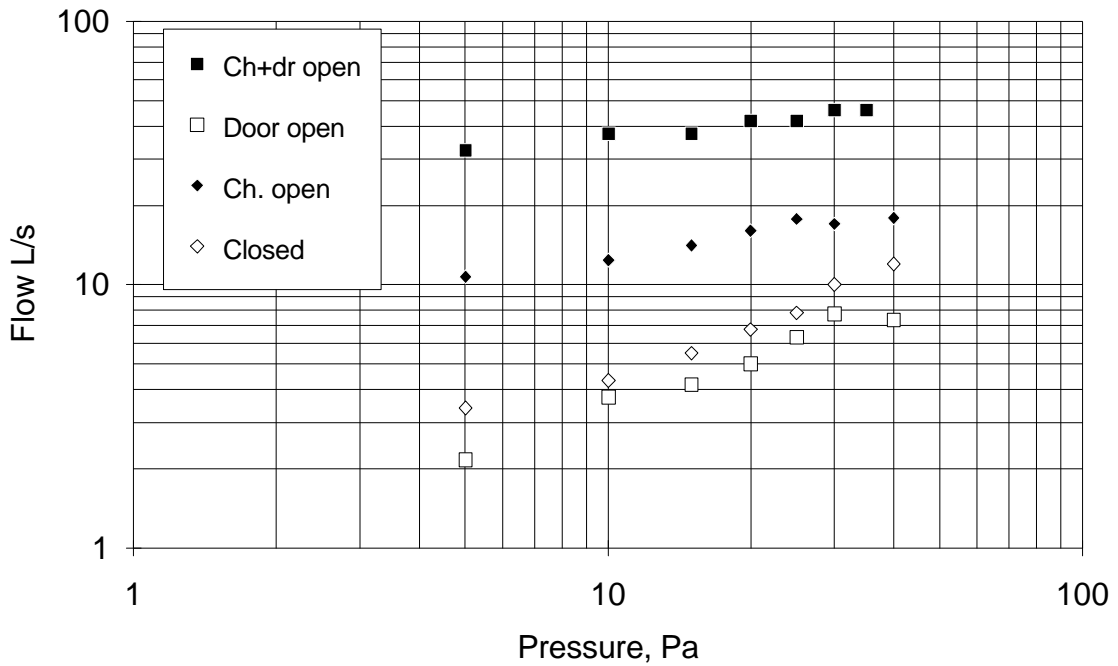 100
Ch+dr open
Door open
Ch. open
Closed
Flow L/s
10
1
1
10
100
Pressure, Pa